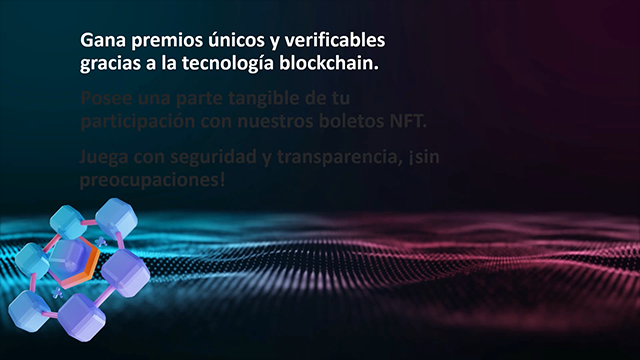 Gana premios únicos y verificables
gracias a la tecnología blockchain.
Posee una parte tangible de tu
participación con nuestros boletos NFT.
Juega con seguridad y transparencia, ¡sin
preocupaciones!